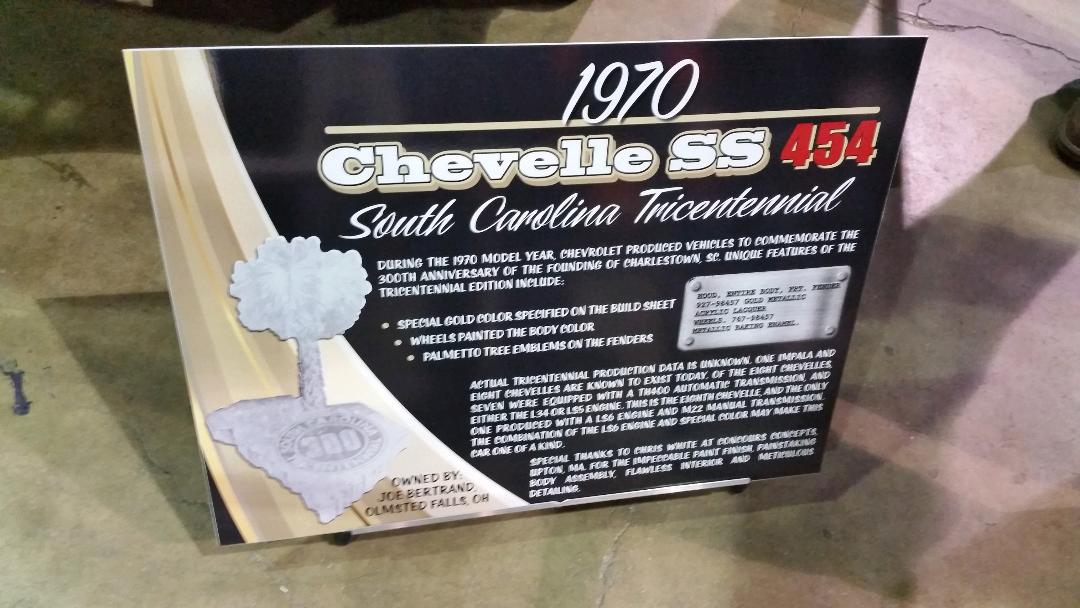 1970
Chevelle SS 454
South Carolina Tricentennial
DURING THE 1970 MODEL YEAR, CHEVROLET PRODUCED VEHICLES TO COMMEMORATE THE
300TH ANNIVERSARY OF THE FOUNDING OF CHARLESTOWN, SC. UNIQUE FEATURES OF THE
TRICENTENNIAL EDITION INCLUDE:
• SPECIAL GOLD COLOR SPECIFIED ON THE BUILD SHEET
• WHEELS PAINTED THE BODY COLOR
• PALMETTO TREE EMBLEMS ON THE FENDERS
HOOD, ENTIRE BODY, FRT. FENDER
927-98457 GOLD METALLIC
ACRYLIC LACQUER
WHEELS. 767-98457
METALLIC BAKING ENAMEL.
ACTUAL TRICENTENNIAL PRODUCTION DATA IS UNKNOWN. ONE IMPALA AND
EIGHT CHEVELLES ARE KNOWN TO EXIST TODAY. OF THE EIGHT CHEVELLES,
SEVEN WERE EQUIPPED WITH A TH400 AUTOMATIC TRANSMISSION, AND
EITHER THE L34 OR LS5 ENGINE. THIS IS THE EIGHTH CHEVELLE, AND THE ONLY
ONE PRODUCED WITH A LS6 ENGINE AND M22 MANUAL TRANSMISSION.
THE COMBINATION OF THE LS6 ENGINE AND SPECIAL COLOR MAY MAKE THIS
CAR ONE OF A KIND.
SPECIAL THANKS TO CHRIS WHITE AT CONCOURS CONCEPTS,
UPTON, MA. FOR THE IMPECCABLE PAINT FINISH, PAINSTAKING
BODY ASSEMBLY, FLAWLESS INTERIOR AND METICULOUS
DETAILING.
300
OWNED BY:
JOE BERTRAND
OLMSTED FALLS, OH